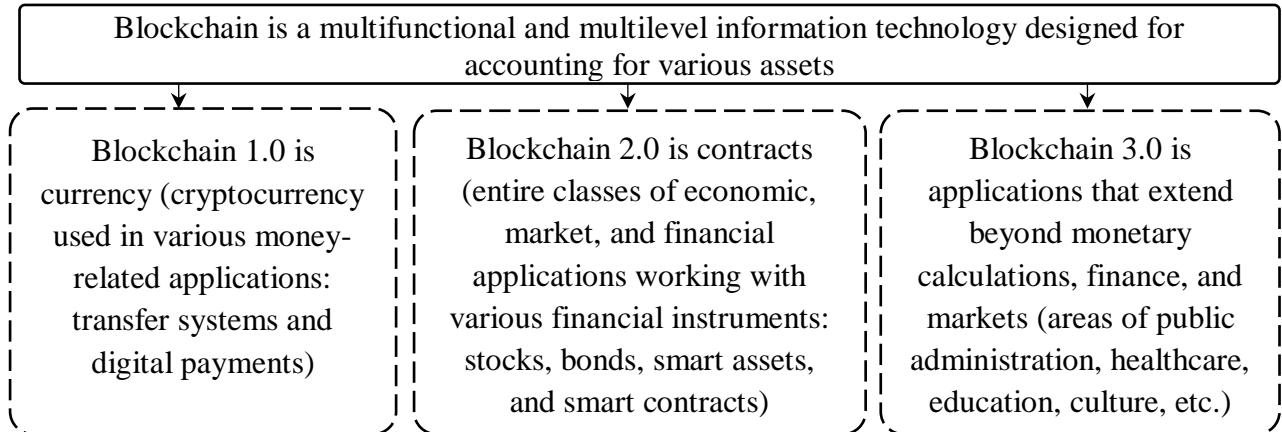 Blockchain is a multifunctional and multilevel information technology designed for
accounting for various assets
Blockchain 1.0 is
currency (cryptocurrency
used in various money-
related applications:
transfer systems and
digital payments)
Blockchain 2.0 is contracts
(entire classes of economic,
market, and financial
applications working with
various financial instruments:
stocks, bonds, smart assets,
and smart contracts)
Blockchain 3.0 is
applications that extend
beyond monetary
calculations, finance, and
markets (areas of public
administration, healthcare,
education, culture, etc.)